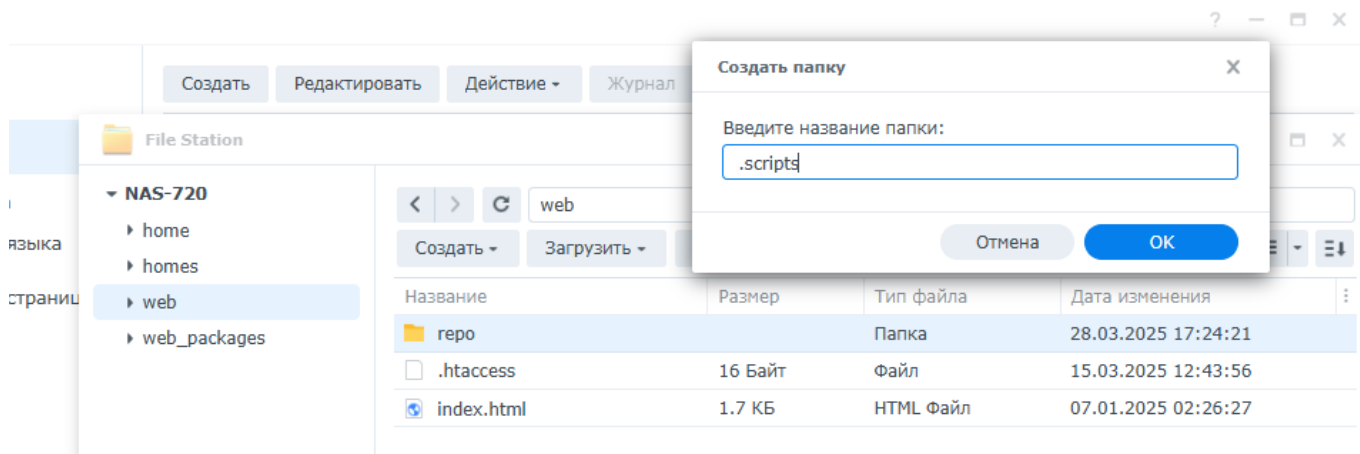 Создать Редактировать Действие Журнал
Создать папку
Введите название папки:
.scripts
Отмена OK
File Station
NAS-720
home
homes
web
web_packages
языка
web
Создать Загрузить
Название Размер Тип файла Дата изменения
repo Папка 28.03.2025 17:24:21
.htaccess 16 Байт Файл 15.03.2025 12:43:56
index.html 1.7 КБ HTML Файл 07.01.2025 02:26:27